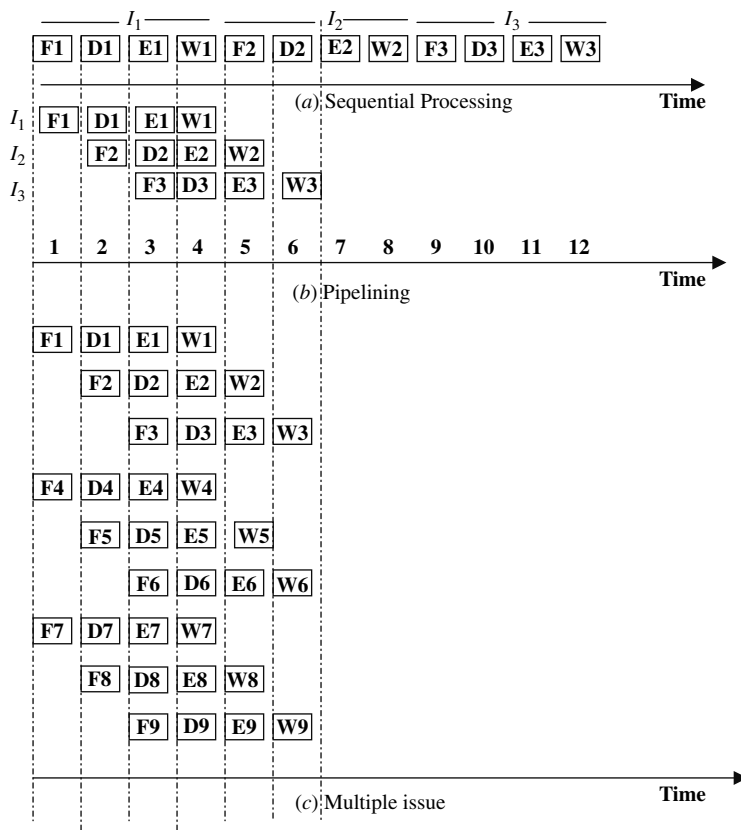 I1 I2 I3
F1 D1 E1 W1 F2 D2 E2 W2 F3 D3 E3 W3
(a) Sequential Processing Time
I1 F1 D1 E1 W1
I2 F2 D2 E2 W2
I3 F3 D3 E3 W3
1 2 3 4 5 6 7 8 9 10 11 12
(b) Pipelining Time
F1 D1 E1 W1
F2 D2 E2 W2
F3 D3 E3 W3
F4 D4 E4 W4
F5 D5 E5 W5
F6 D6 E6 W6
F7 D7 E7 W7
F8 D8 E8 W8
F9 D9 E9 W9
(c) Multiple issue Time